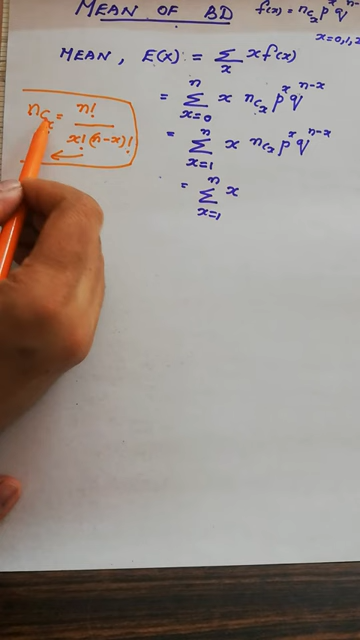 MEAN OF BD f(x) = nCx p^x q^n-x
x=0,1,2
MEAN, E(X) = Σ_x x f(x)
= Σ_{x=0}^{n} x nCx p^x q^{n-x}
= Σ_{x=1}^{n} x nCx p^x q^{n-x}
= Σ_{x=1}^{n} x
nCx = n!
x!(n-x)!